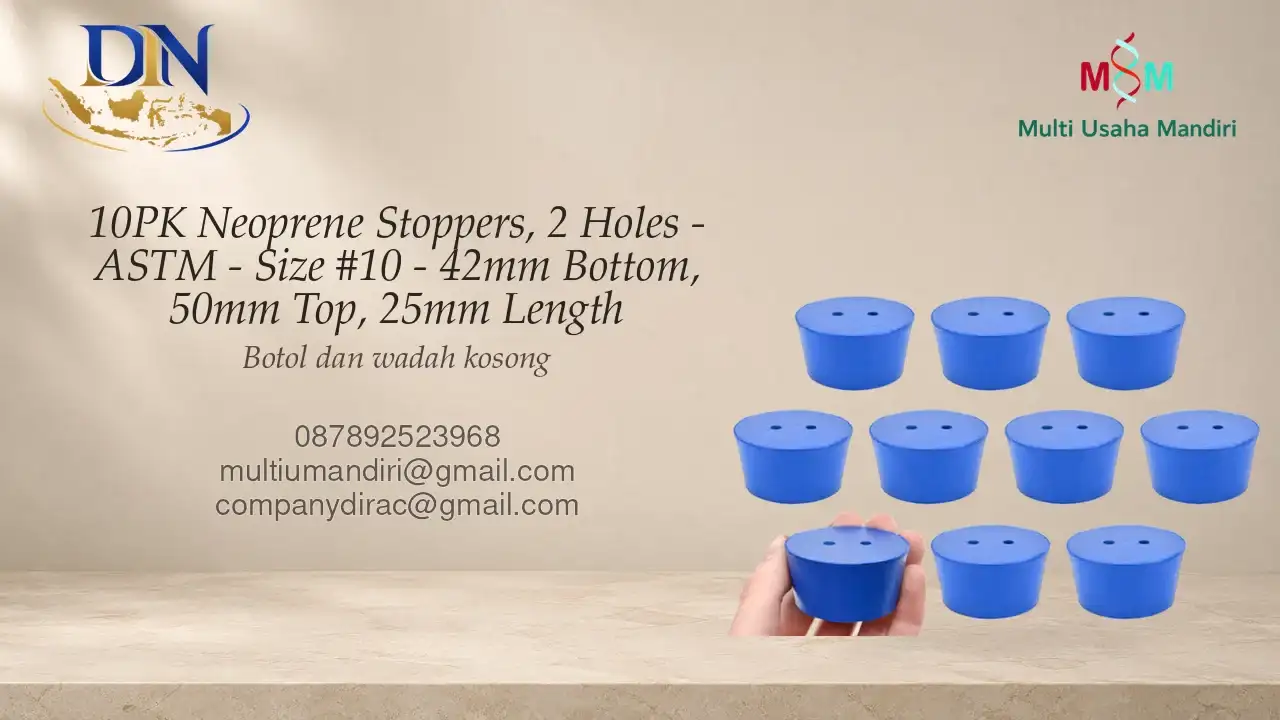 DN
M M
Multi Usaha Mandiri
10PK Neoprene Stoppers, 2 Holes -
ASTM - Size #10 - 42mm Bottom,
50mm Top, 25mm Length
Botol dan wadah kosong
087892523968
multiumandiri@gmail.com
companydirac@gmail.com